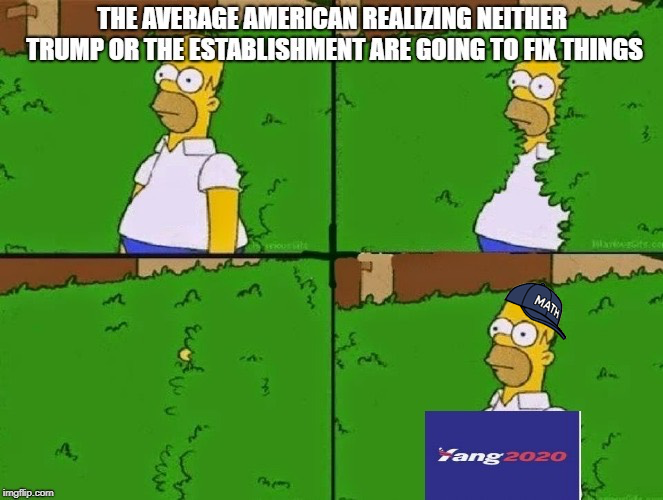 THE AVERAGE AMERICAN REALIZING NEITHER
TRUMP OR THE ESTABLISHMENT ARE GOING TO FIX THINGS
MATH
Yang2020
imgflip.com